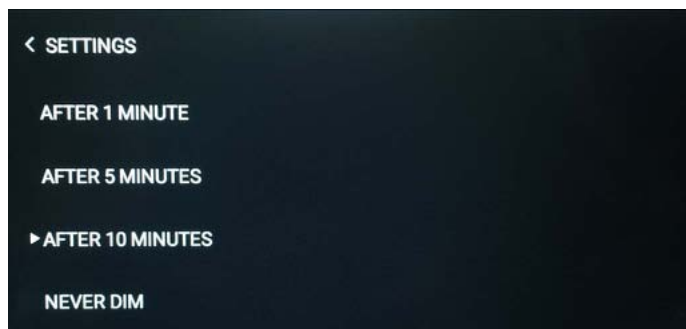 < SETTINGS
AFTER 1 MINUTE
AFTER 5 MINUTES
▶ AFTER 10 MINUTES
NEVER DIM